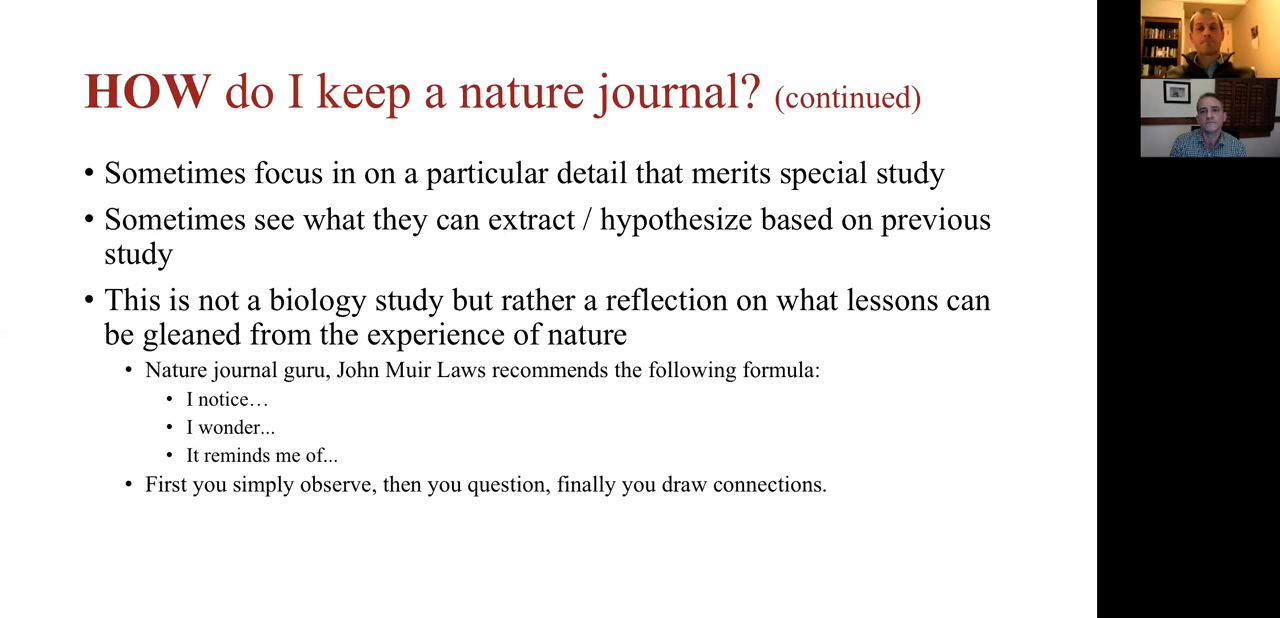 HOW do I keep a nature journal? (continued)
• Sometimes focus in on a particular detail that merits special study
• Sometimes see what they can extract / hypothesize based on previous
study
• This is not a biology study but rather a reflection on what lessons can
be gleaned from the experience of nature
• Nature journal guru, John Muir Laws recommends the following formula:
• I notice…
• I wonder...
• It reminds me of...
• First you simply observe, then you question, finally you draw connections.